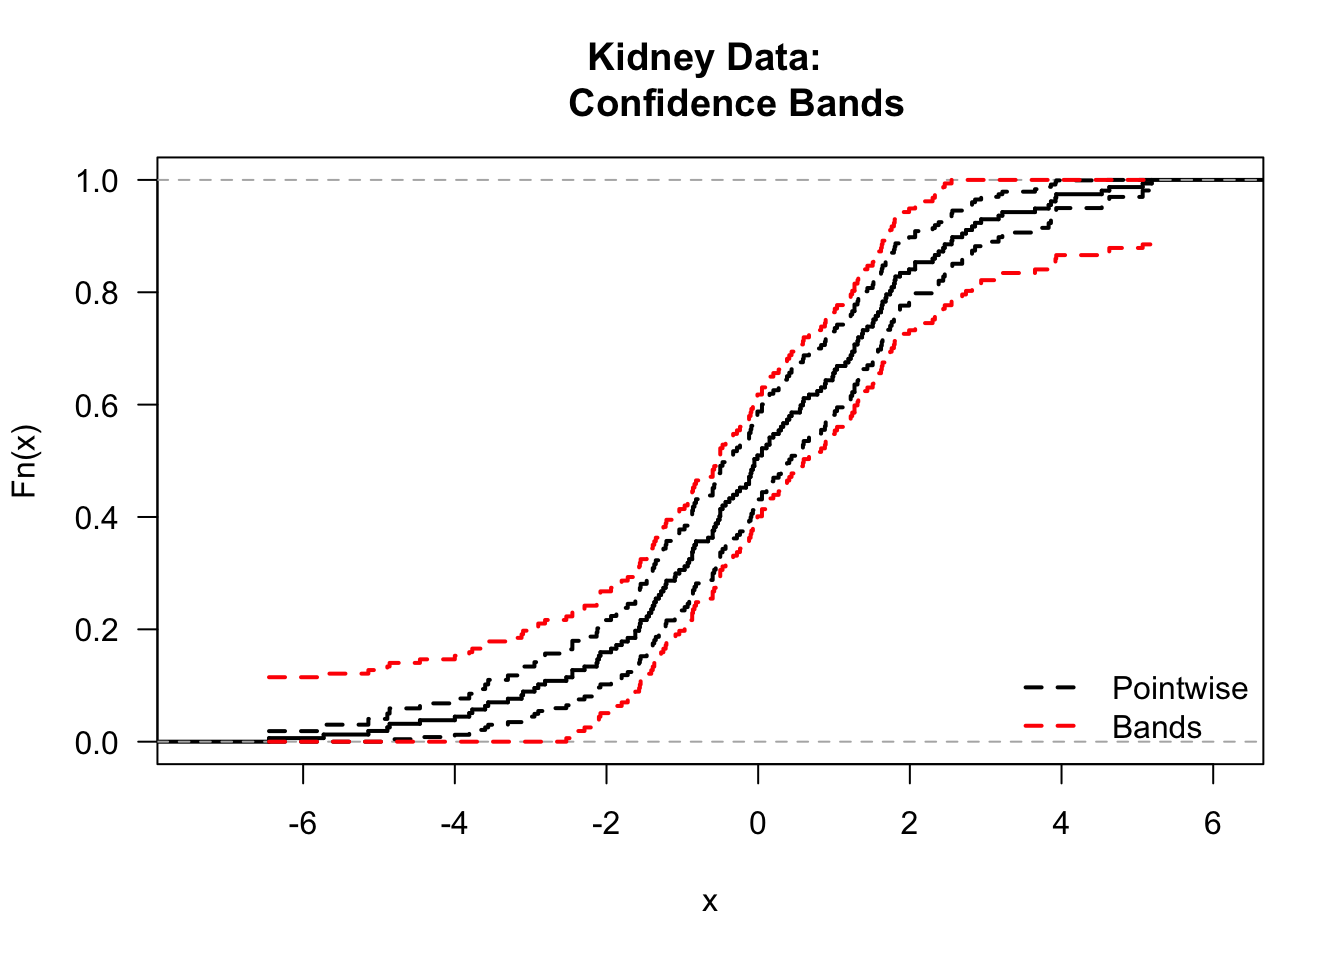 Kidney Data:
Confidence Bands
1.0
0.8
0.6
0.4
0.2
0.0
Fn(x)
Pointwise
Bands
-6 -4 -2 0 2 4 6
x